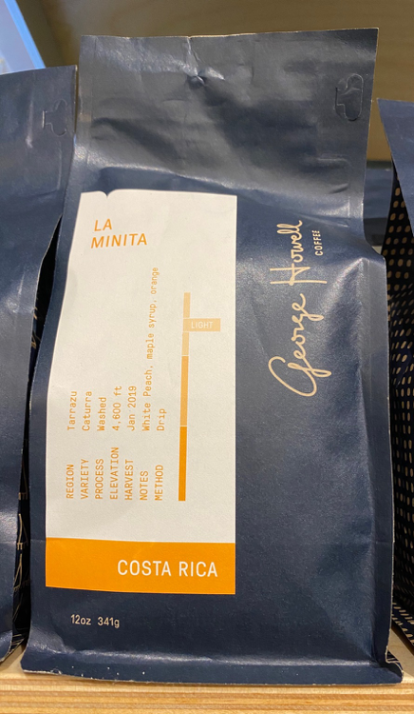 LA
MINITA
REGION Tarrazu
VARIETY Caturra
PROCESS Washed
ELEVATION 4,600 ft
HARVEST Jan 2019
NOTES White Peach, maple syrup, orange
METHOD Drip
LIGHT
COSTA RICA
George Howell
COFFEE
12oz 341g